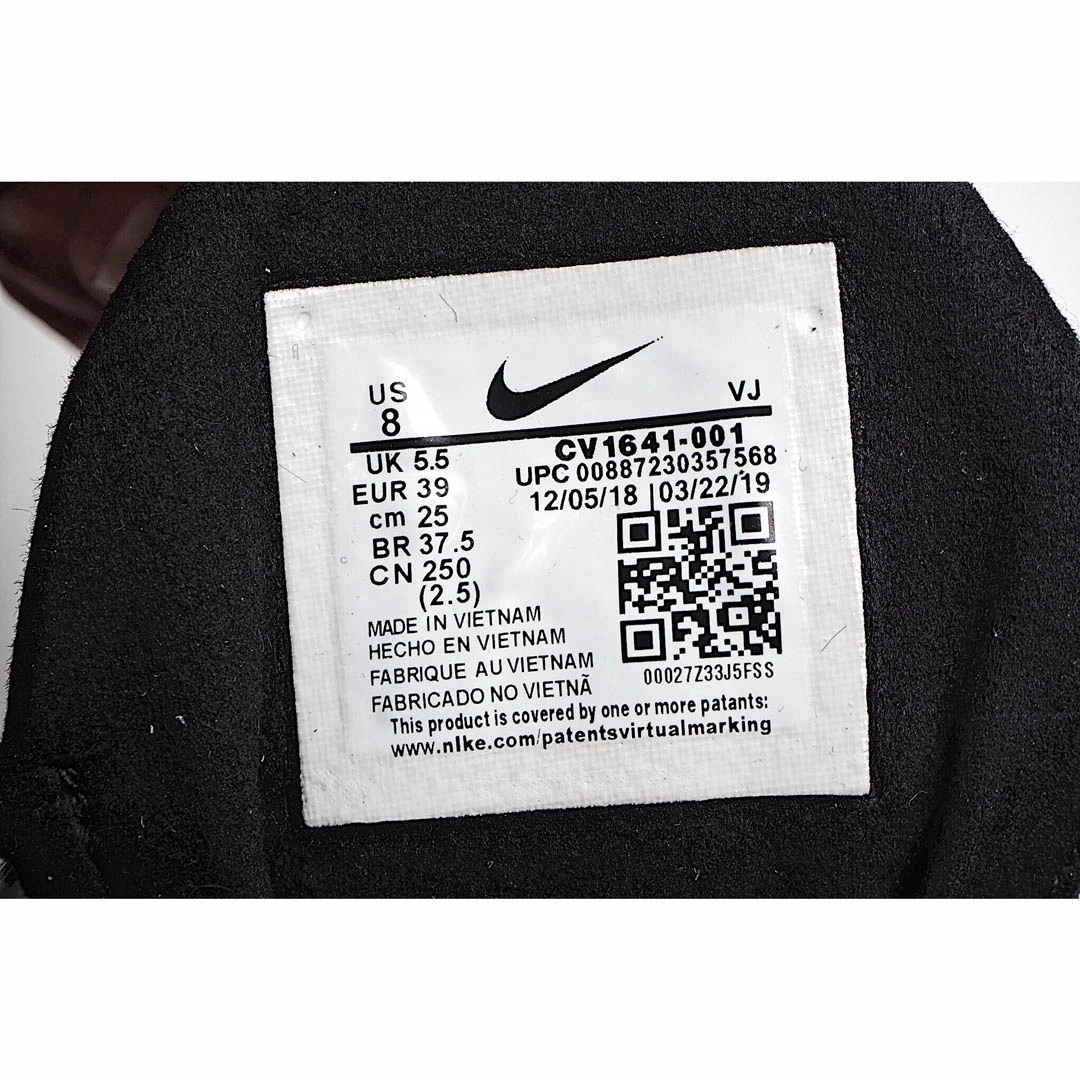 US
8
VJ
CV1641-001
UK 5.5
UPC 00887230357568
EUR 39
12/05/18 | 03/22/19
cm 25
BR 37.5
CN 250
(2.5)
MADE IN VIETNAM
HECHO EN VIETNAM
FABRIQUE AU VIETNAM
FABRICADO NO VIETNÃ
00027Z33J5FSS
This product is covered by one or more patants:
www.nlke.com/patentsvirtualmarking